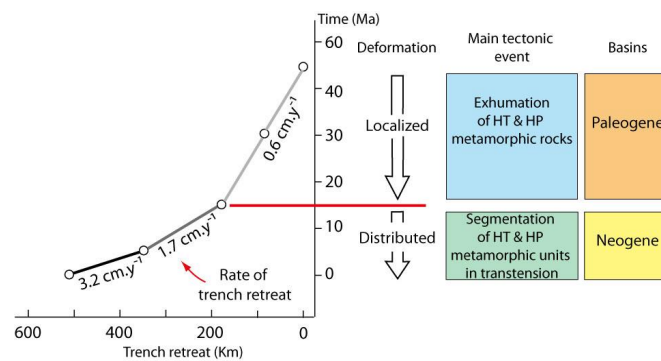 Time (Ma)
60
40
30
20
10
0
600
400
200
0
Trench retreat (Km)
0.6 cm.y⁻¹
1.7 cm.y⁻¹
3.2 cm.y⁻¹
Rate of
trench retreat
Deformation
Localized
Distributed
Main tectonic
event
Exhumation
of HT & HP
metamorphic rocks
Segmentation
of HT & HP
metamorphic units
in transtension
Basins
Paleogene
Neogene